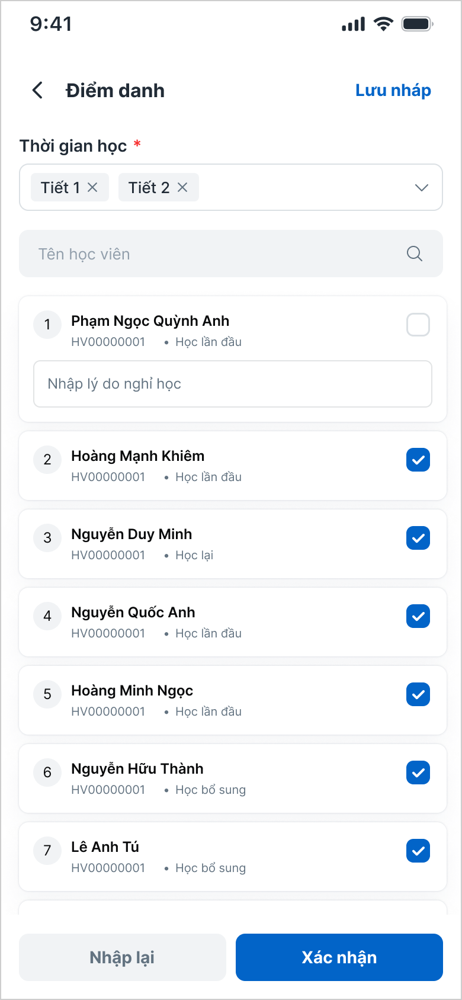 9:41
Điểm danh
Lưu nháp
Thời gian học *
Tiết 1 Tiết 2
Tên học viên
1
Phạm Ngọc Quỳnh Anh
HV00000001 • Học lần đầu
Nhập lý do nghỉ học
2
Hoàng Mạnh Khiêm
HV00000001 • Học lần đầu
3
Nguyễn Duy Minh
HV00000001 • Học lại
4
Nguyễn Quốc Anh
HV00000001 • Học lần đầu
5
Hoàng Minh Ngọc
HV00000001 • Học lần đầu
6
Nguyễn Hữu Thành
HV00000001 • Học bổ sung
7
Lê Anh Tú
HV00000001 • Học bổ sung
Nhập lại
Xác nhận